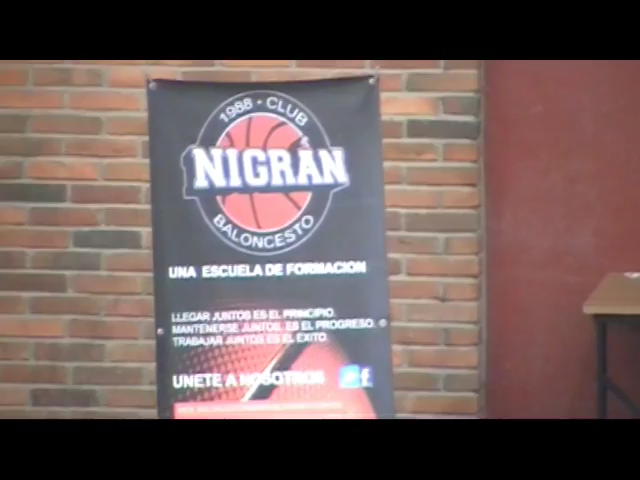 1988 · CLUB
NIGRAN
BALONCESTO
UNA ESCUELA DE FORMACION
LLEGAR JUNTOS ES EL PRINCIPIO.
MANTENERSE JUNTOS, ES EL PROGRESO.
TRABAJAR JUNTOS ES EL EXITO.
UNETE A NOSOTROS
f